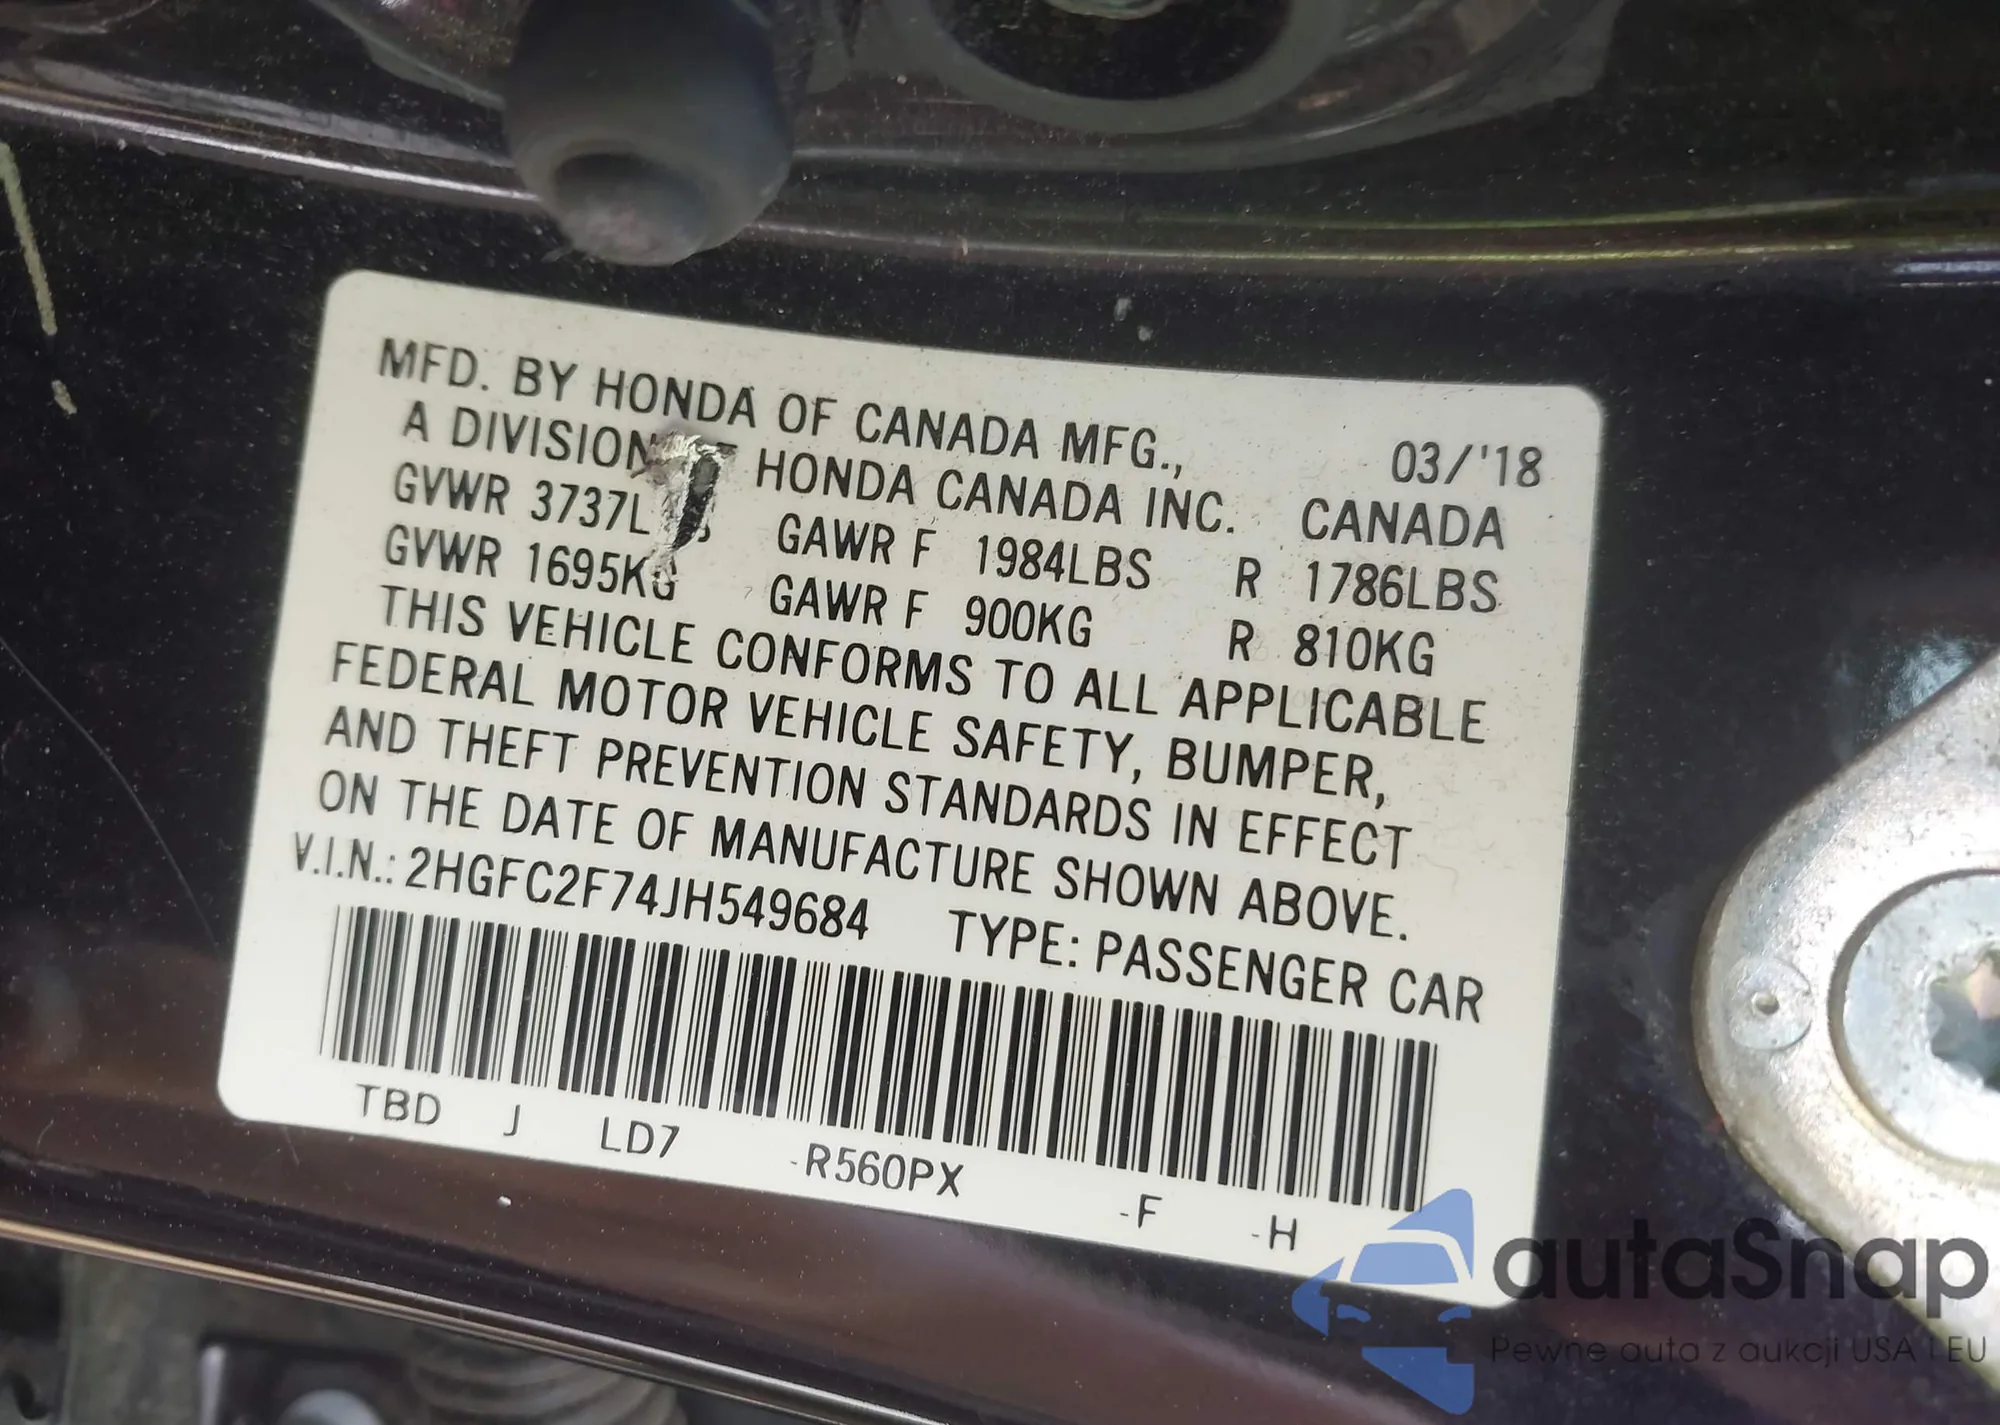 MFD. BY HONDA OF CANADA MFG., 03/'18
A DIVISION HONDA CANADA INC. CANADA
GVWR 3737L GAWR F 1984LBS R 1786LBS
GVWR 1695KG GAWR F 900KG R 810KG
THIS VEHICLE CONFORMS TO ALL APPLICABLE
FEDERAL MOTOR VEHICLE SAFETY, BUMPER,
AND THEFT PREVENTION STANDARDS IN EFFECT
ON THE DATE OF MANUFACTURE SHOWN ABOVE.
V.I.N.: 2HGFC2F74JH549684 TYPE: PASSENGER CAR
TBD J LD7 -R560PX -F -H
autaSnap
Pewne auta z aukcji USA i EU